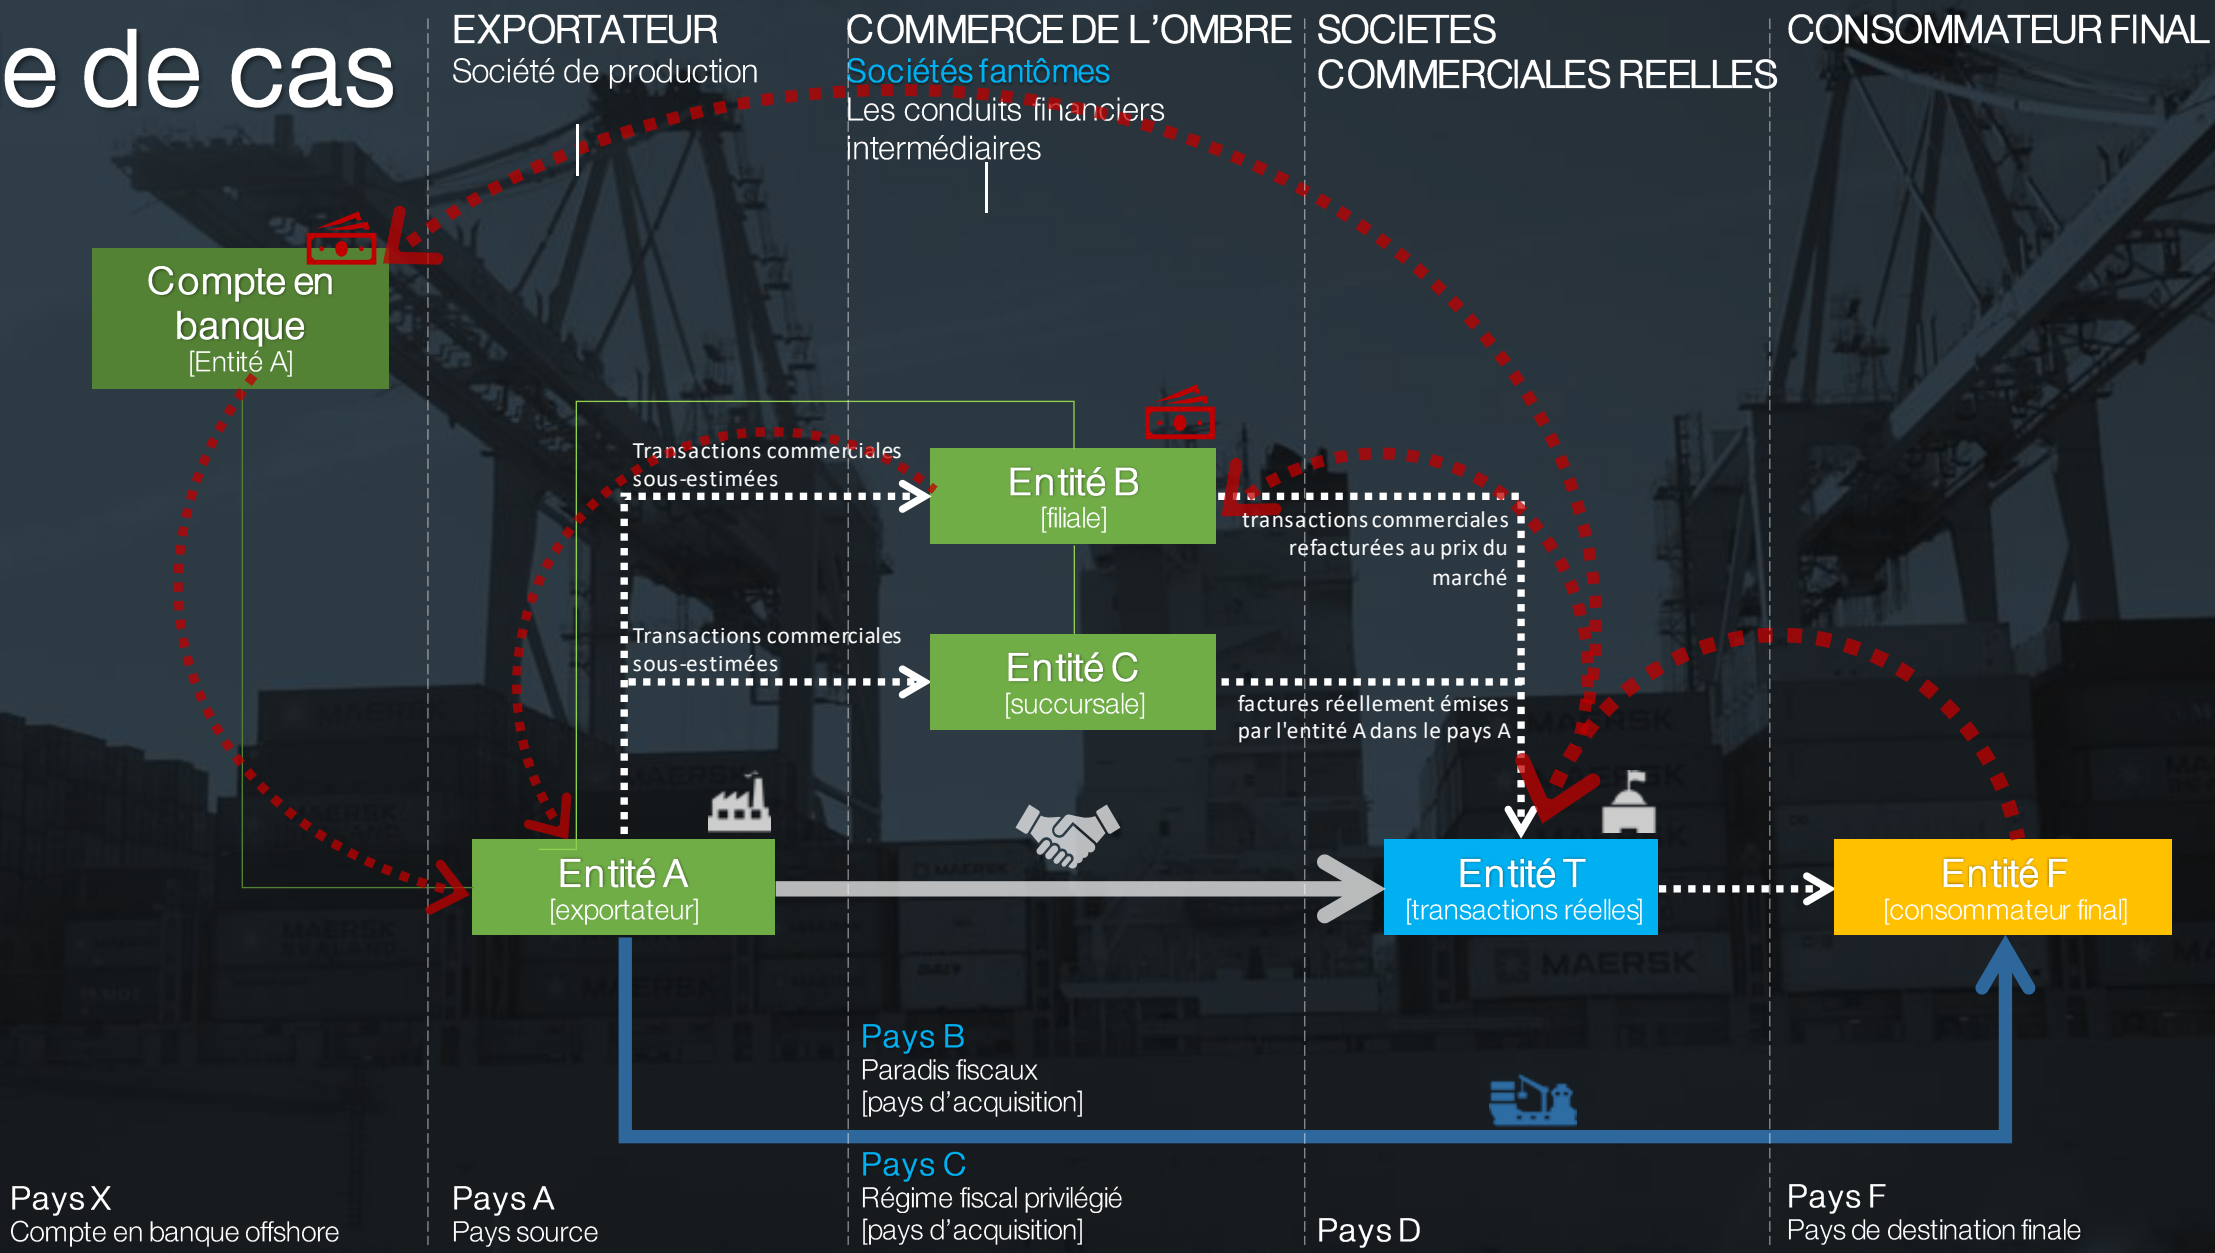 e de cas
EXPORTATEUR
Société de production
COMMERCE DE L'OMBRE
Sociétés fantômes
Les conduits financiers
intermédiaires
SOCIETES
COMMERCIALES REELLES
CONSOMMATEUR FINAL
Compte en
banque
[Entité A]
Transactions commerciales
sous-estimées
Entité B
[filiale]
transactions commerciales
refacturées au prix du
marché
Transactions commerciales
sous-estimées
Entité C
[succursale]
factures réellement émises
par l'entité A dans le pays A
Entité A
[exportateur]
Entité T
[transactions réelles]
Entité F
[consommateur final]
MAERSK
MAERSK
MAERSK
Pays B
Paradis fiscaux
[pays d'acquisition]
Pays C
Régime fiscal privilégié
[pays d'acquisition]
Pays X
Compte en banque offshore
Pays A
Pays source
Pays D
Pays F
Pays de destination finale